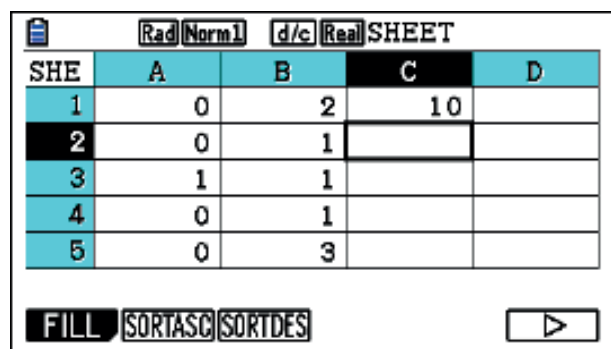 Rad Norm1 d/c Real SHEET
SHE A B C D
1 0 2 10
2 0 1
3 1 1
4 0 1
5 0 3
FILL SORTASC SORTDES